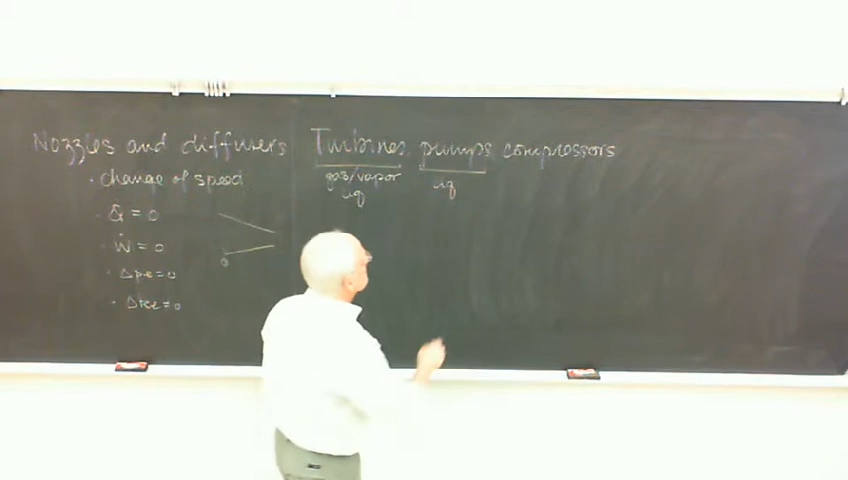 Nozzles and diffusers
· change of speed
· Q̇ = 0
· Ẇ = 0
· Δpe = 0
· Δke ≠ 0
Turbines pumps compressors
gas/vapor
liq
liq